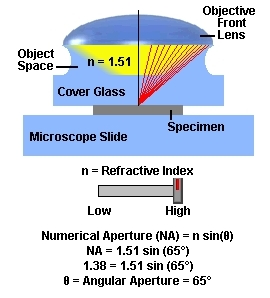 Objective
Front
Lens
Object
Space
n = 1.51
Cover Glass
Specimen
Microscope Slide
n = Refractive Index
Low
High
Numerical Aperture (NA) = n sin(θ)
NA = 1.51 sin (65°)
1.38 = 1.51 sin (65°)
θ = Angular Aperture = 65°